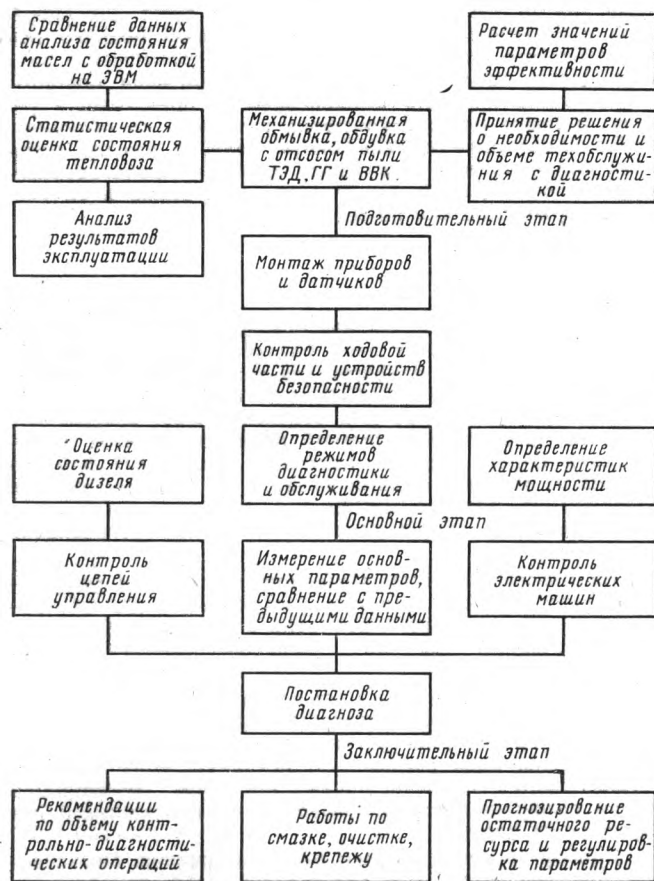 Сравнение данных
анализа состояния
масел с обработкой
на ЭВМ
Расчет значений
параметров
эффективности
Статистическая
оценка состояния
тепловоза
Механизированная
обмывка, обдувка
с отсосом пыли
ТЭД, ГГ и ВВК.
Принятие решения
о необходимости и
объеме техобслужи-
ния с диагности-
кой
Анализ
результатов
эксплуатации
Подготовительный этап
Монтаж приборов
и датчиков
Контроль ходовой
части и устройств
безопасности
Оценка
состояния
дизеля
Определение
режимов
диагностики
и обслуживания
Определение
характеристик
мощности
Основной этап
Контроль
цепей
управления
Измерение основ-
ных параметров,
сравнение с пре-
дыдущими данными
Контроль
электрических
машин
Постановка
диагноза
Заключительный этап
Рекомендации
по объему конт-
рольно-диагности-
ческих операций
Работы по
смазке, очистке,
крепежу
Прогнозирование
остаточного ре-
сурса и регулиров-
ка параметров